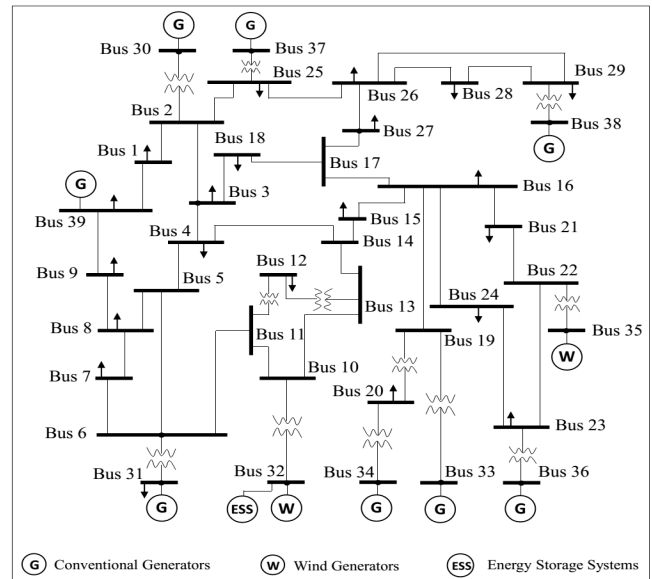 G
G
Bus 30
Bus 37
Bus 25
Bus 29
Bus 26
Bus 28
Bus 2
Bus 38
Bus 18
Bus 27
Bus 1
Bus 17
G
G
Bus 3
Bus 16
Bus 39
Bus 15
Bus 4
Bus 14
Bus 21
Bus 9
Bus 5
Bus 12
Bus 22
Bus 13
Bus 24
Bus 8
Bus 11
Bus 35
Bus 19
Bus 10
W
Bus 7
Bus 20
Bus 23
Bus 6
Bus 31
Bus 32
Bus 34
Bus 33
Bus 36
G
ESS
W
G
G
G
G Conventional Generators
W Wind Generators
ESS Energy Storage Systems